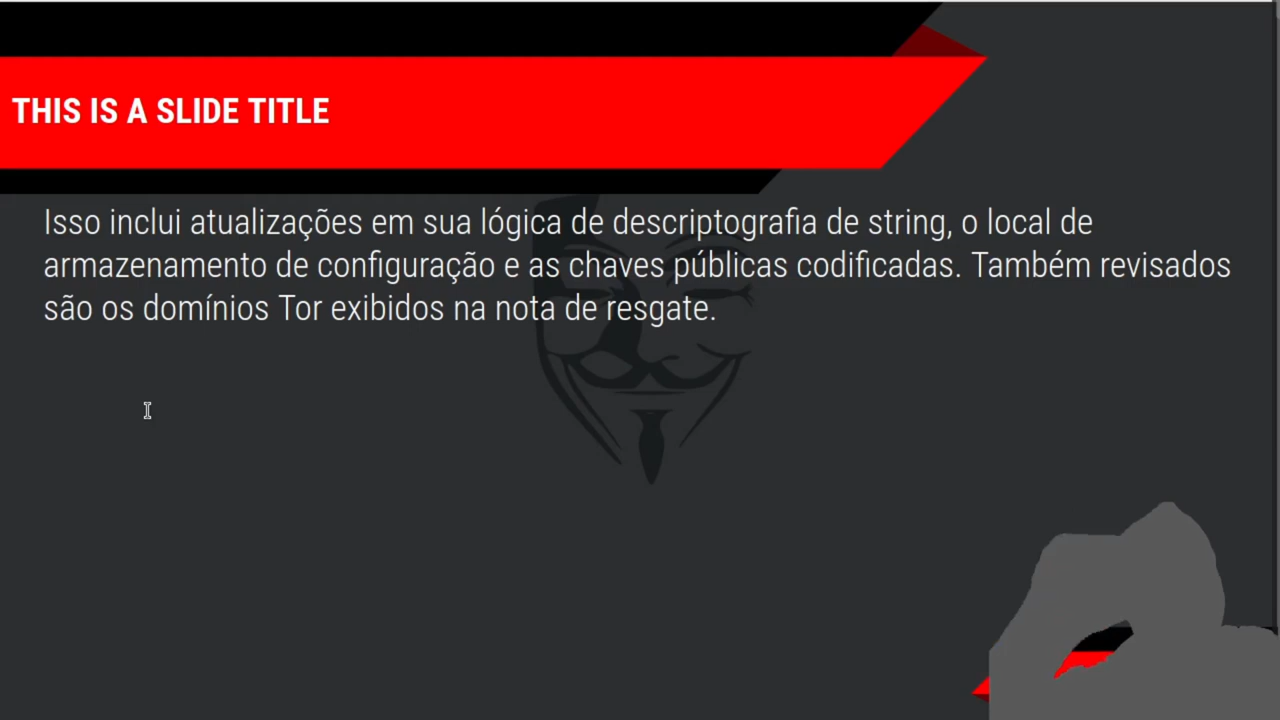 THIS IS A SLIDE TITLE
Isso inclui atualizações em sua lógica de descriptografia de string, o local de
armazenamento de configuração e as chaves públicas codificadas. Também revisados
são os domínios Tor exibidos na nota de resgate.